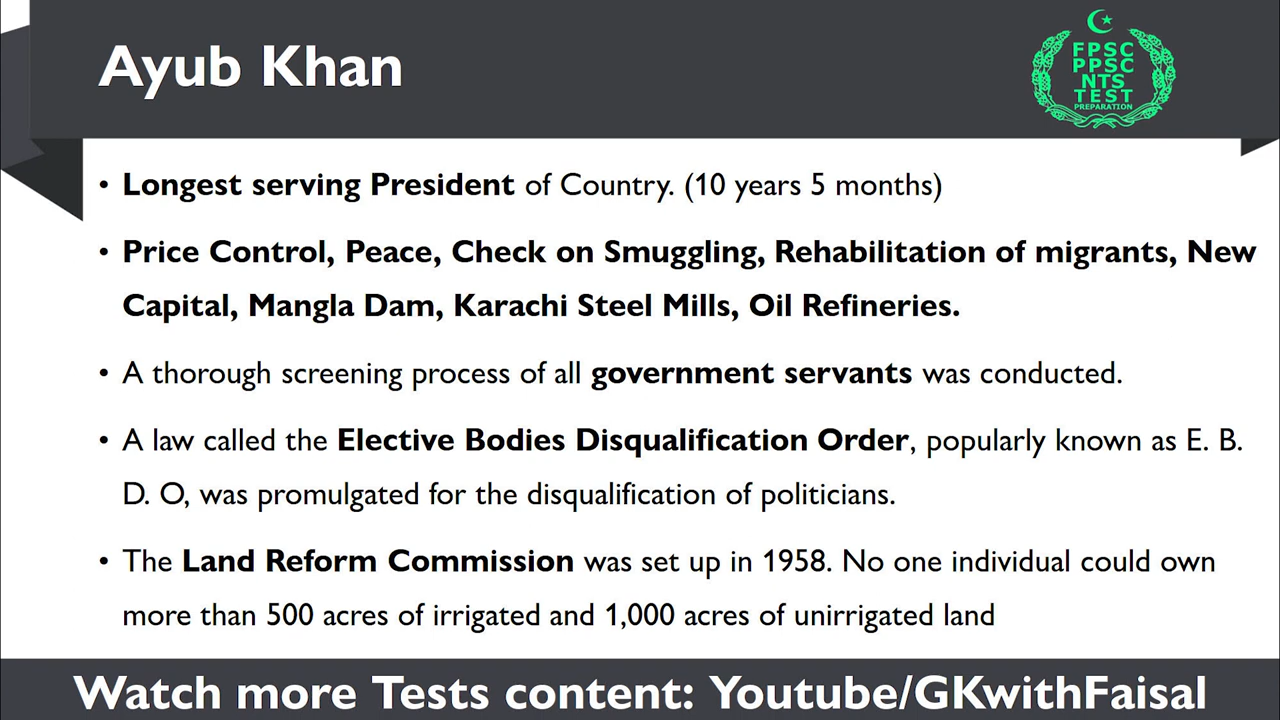 Ayub Khan
FPSC
PPSC
NTS
TEST
PREPARATION
• Longest serving President of Country. (10 years 5 months)
• Price Control, Peace, Check on Smuggling, Rehabilitation of migrants, New
Capital, Mangla Dam, Karachi Steel Mills, Oil Refineries.
• A thorough screening process of all government servants was conducted.
• A law called the Elective Bodies Disqualification Order, popularly known as E. B.
D. O, was promulgated for the disqualification of politicians.
• The Land Reform Commission was set up in 1958. No one individual could own
more than 500 acres of irrigated and 1,000 acres of unirrigated land
Watch more Tests content: Youtube/GKwithFaisal